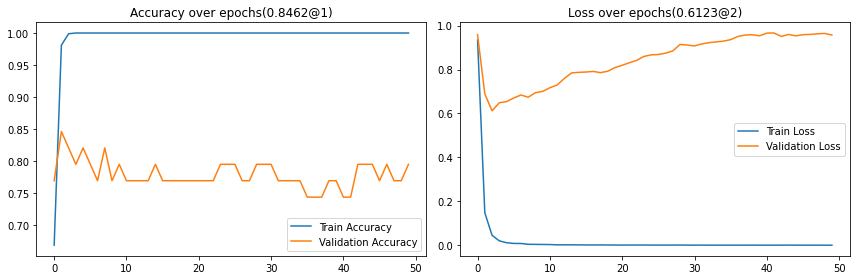 Accuracy over epochs(0.8462@1)
1.00
0.95
0.90
0.85
0.80
0.75
0.70
0 10 20 30 40 50
Train Accuracy
Validation Accuracy
Loss over epochs(0.6123@2)
1.0
0.8
0.6
0.4
0.2
0.0
0 10 20 30 40 50
Train Loss
Validation Loss